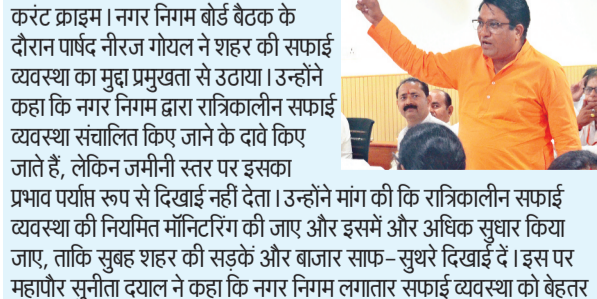 करंट क्राइम । नगर निगम बोर्ड बैठक के
दौरान पार्षद नीरज गोयल ने शहर की सफाई
व्यवस्था का मुद्दा प्रमुखता से उठाया । उन्होंने
कहा कि नगर निगम द्वारा रात्रिकालीन सफाई
व्यवस्था संचालित किए जाने के दावे किए
जाते हैं, लेकिन जमीनी स्तर पर इसका
प्रभाव पर्याप्त रूप से दिखाई नहीं देता । उन्होंने मांग की कि रात्रिकालीन सफाई
व्यवस्था की नियमित मॉनिटरिंग की जाए और इसमें और अधिक सुधार किया
जाए, ताकि सुबह शहर की सड़कें और बाजार साफ-सुथरे दिखाई दें । इस पर
महापौर सुनीता दयाल ने कहा कि नगर निगम लगातार सफाई व्यवस्था को बेहतर